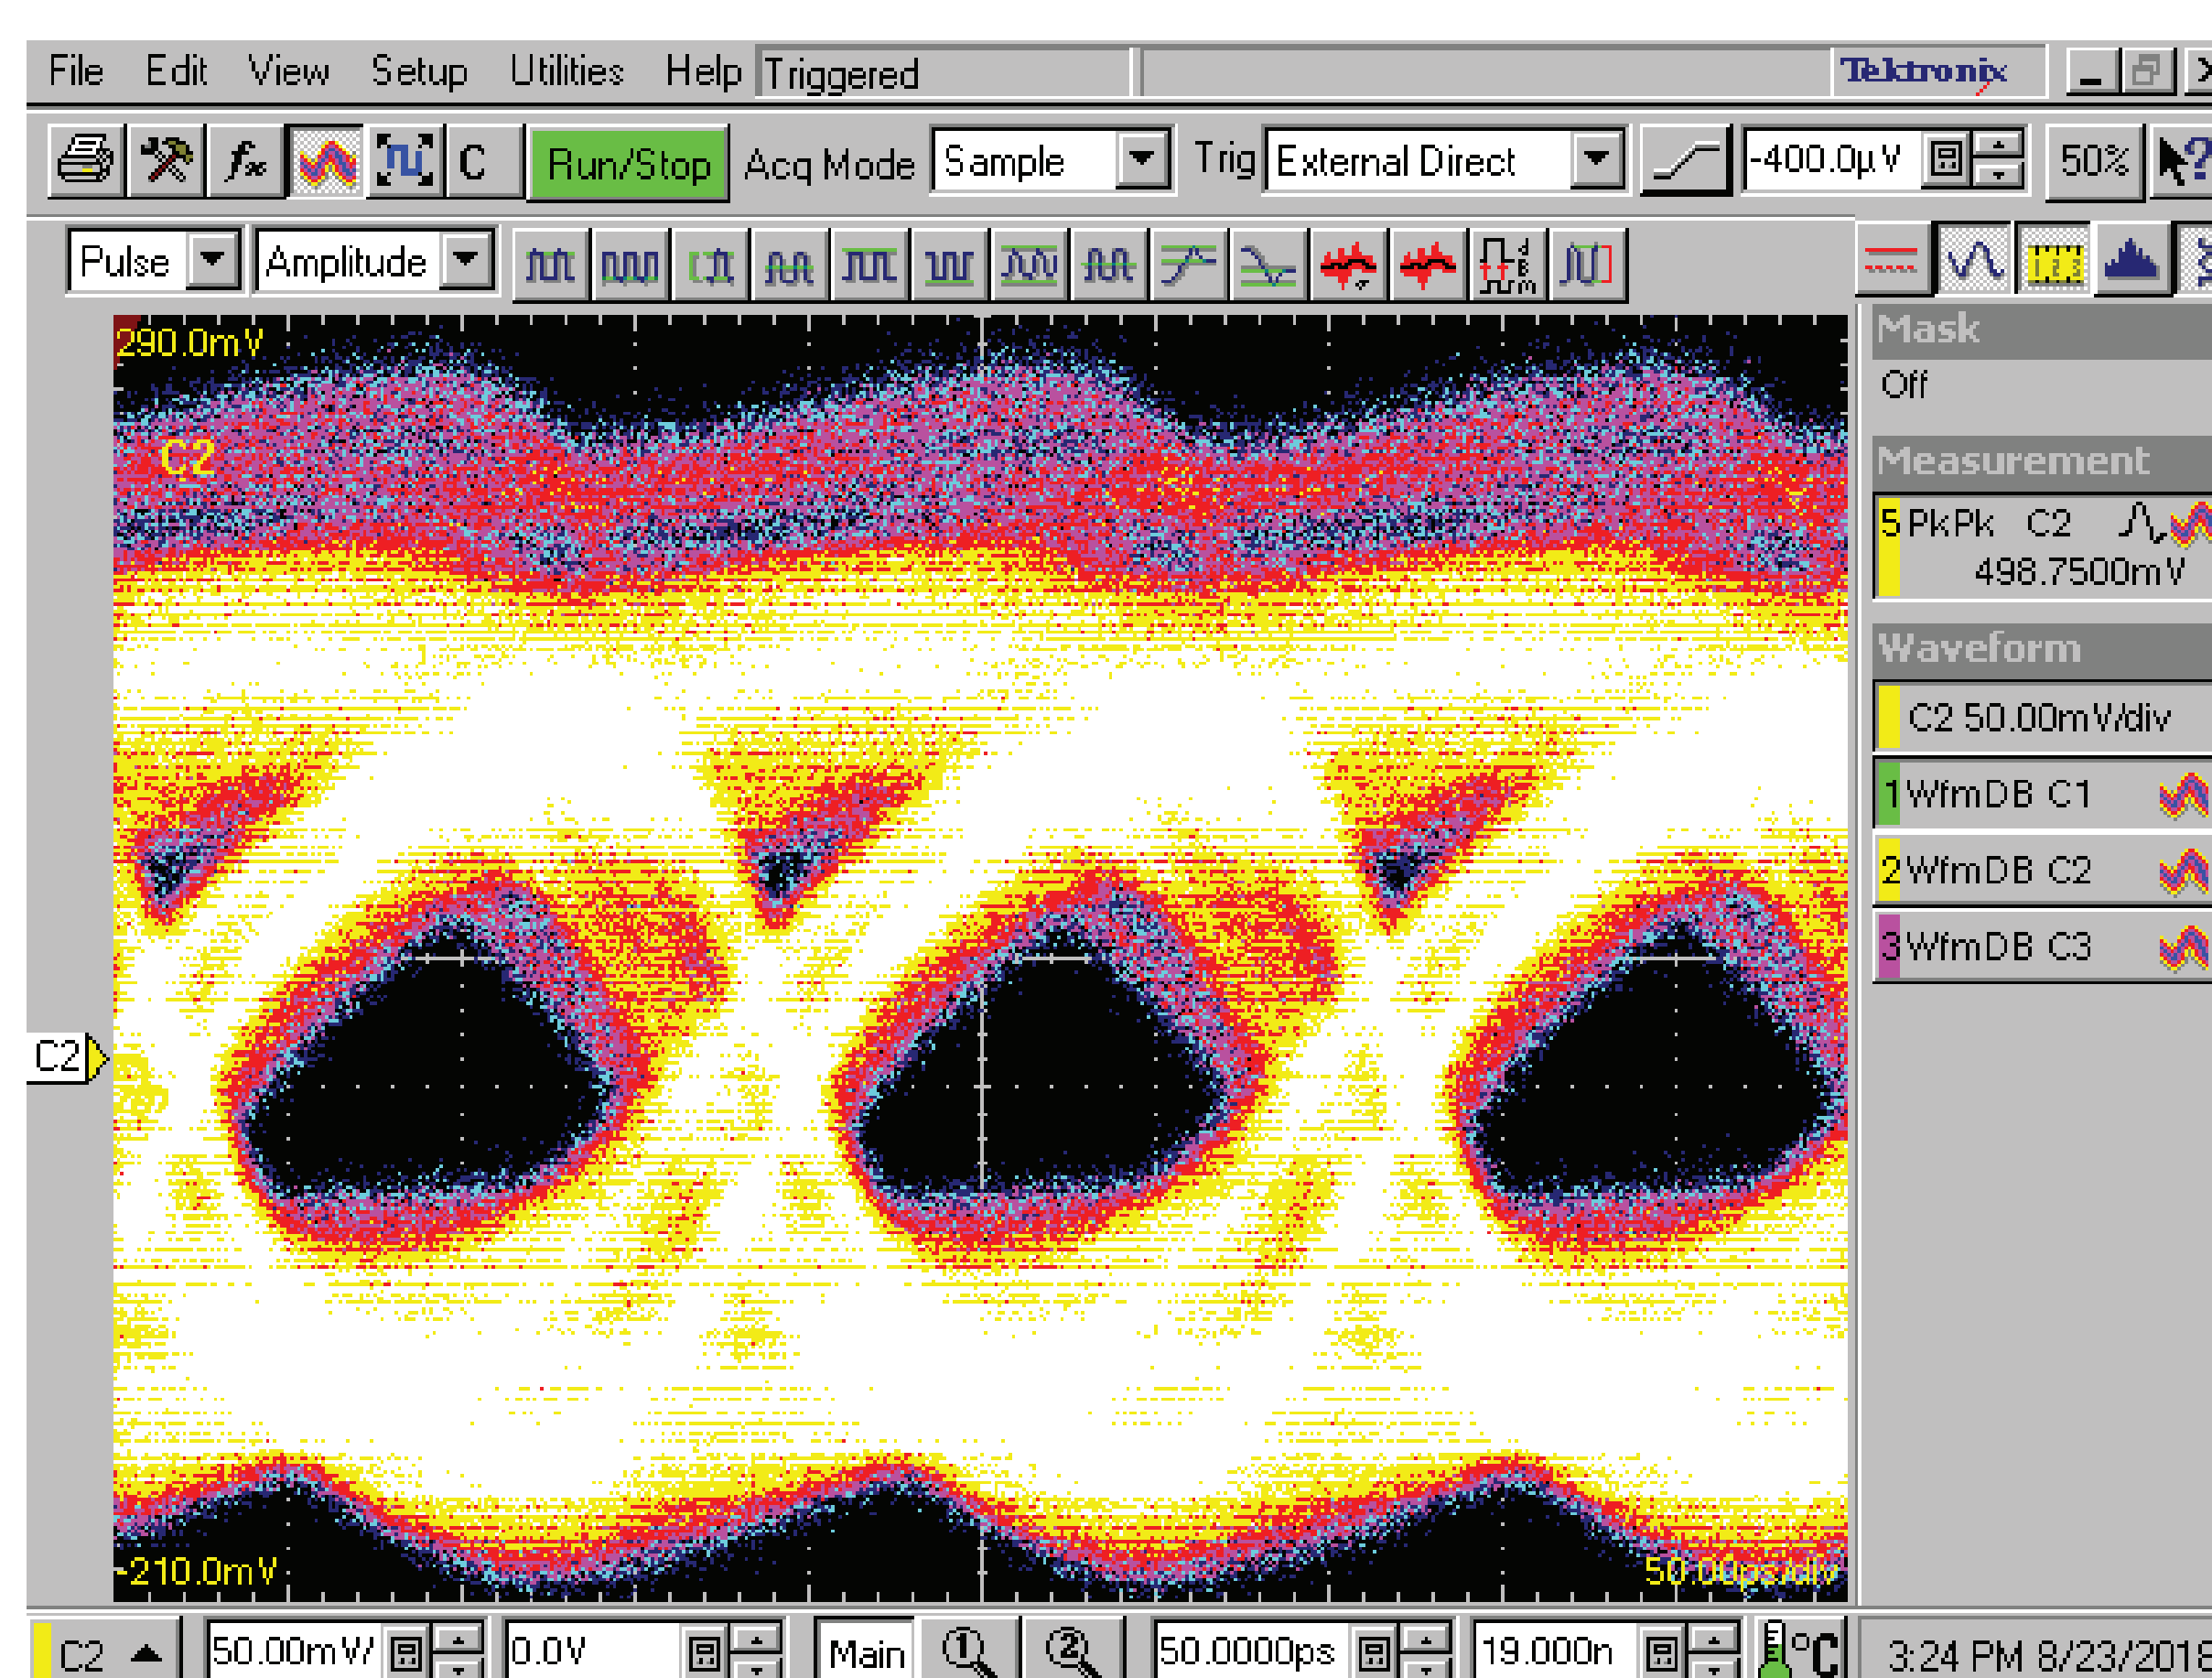 File Edit View Setup Utilities Help Triggered Tektronix
C Run/Stop Acq Mode Sample Trig External Direct -400.0µV 50%
Pulse Amplitude
290.0mV
C2
C2
-210.0mV
50.00ps/div
Mask
Off
Measurement
5 PkPk C2
498.7500mV
Waveform
C2 50.00mV/div
1 WfmDB C1
2 WfmDB C2
3 WfmDB C3
C2 50.00mV/ 0.0V Main 1 2 50.0000ps 19.000n °C 3:24 PM